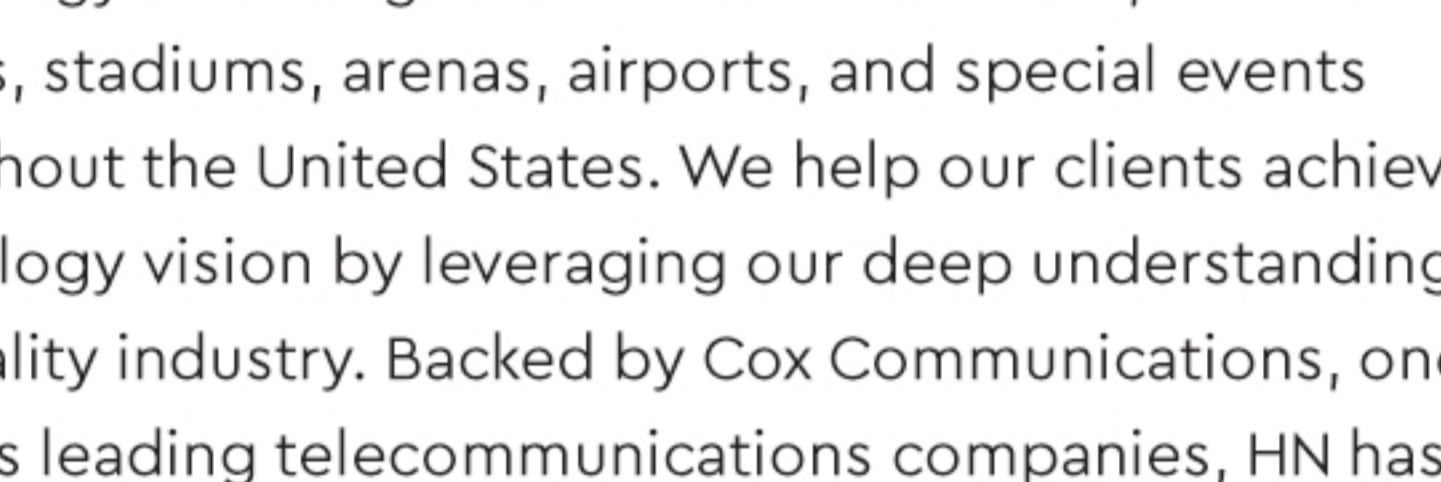 s, stadiums, arenas, airports, and special events
hout the United States. We help our clients achiev
logy vision by leveraging our deep understanding
ality industry. Backed by Cox Communications, one
s leading telecommunications companies, HN has